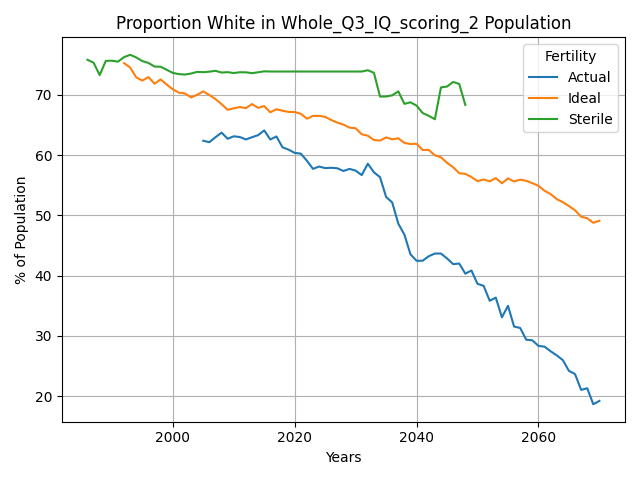 Proportion White in Whole_Q3_IQ_scoring_2 Population
Fertility
Actual
Ideal
Sterile
% of Population
70
60
50
40
30
20
2000
2020
2040
2060
Years